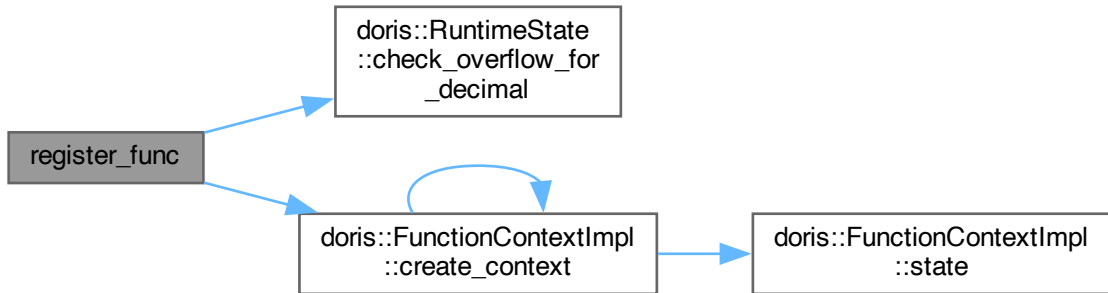 doris::RuntimeState
::check_overflow_for
_decimal
register_func
doris::FunctionContextImpl
::create_context
doris::FunctionContextImpl
::state